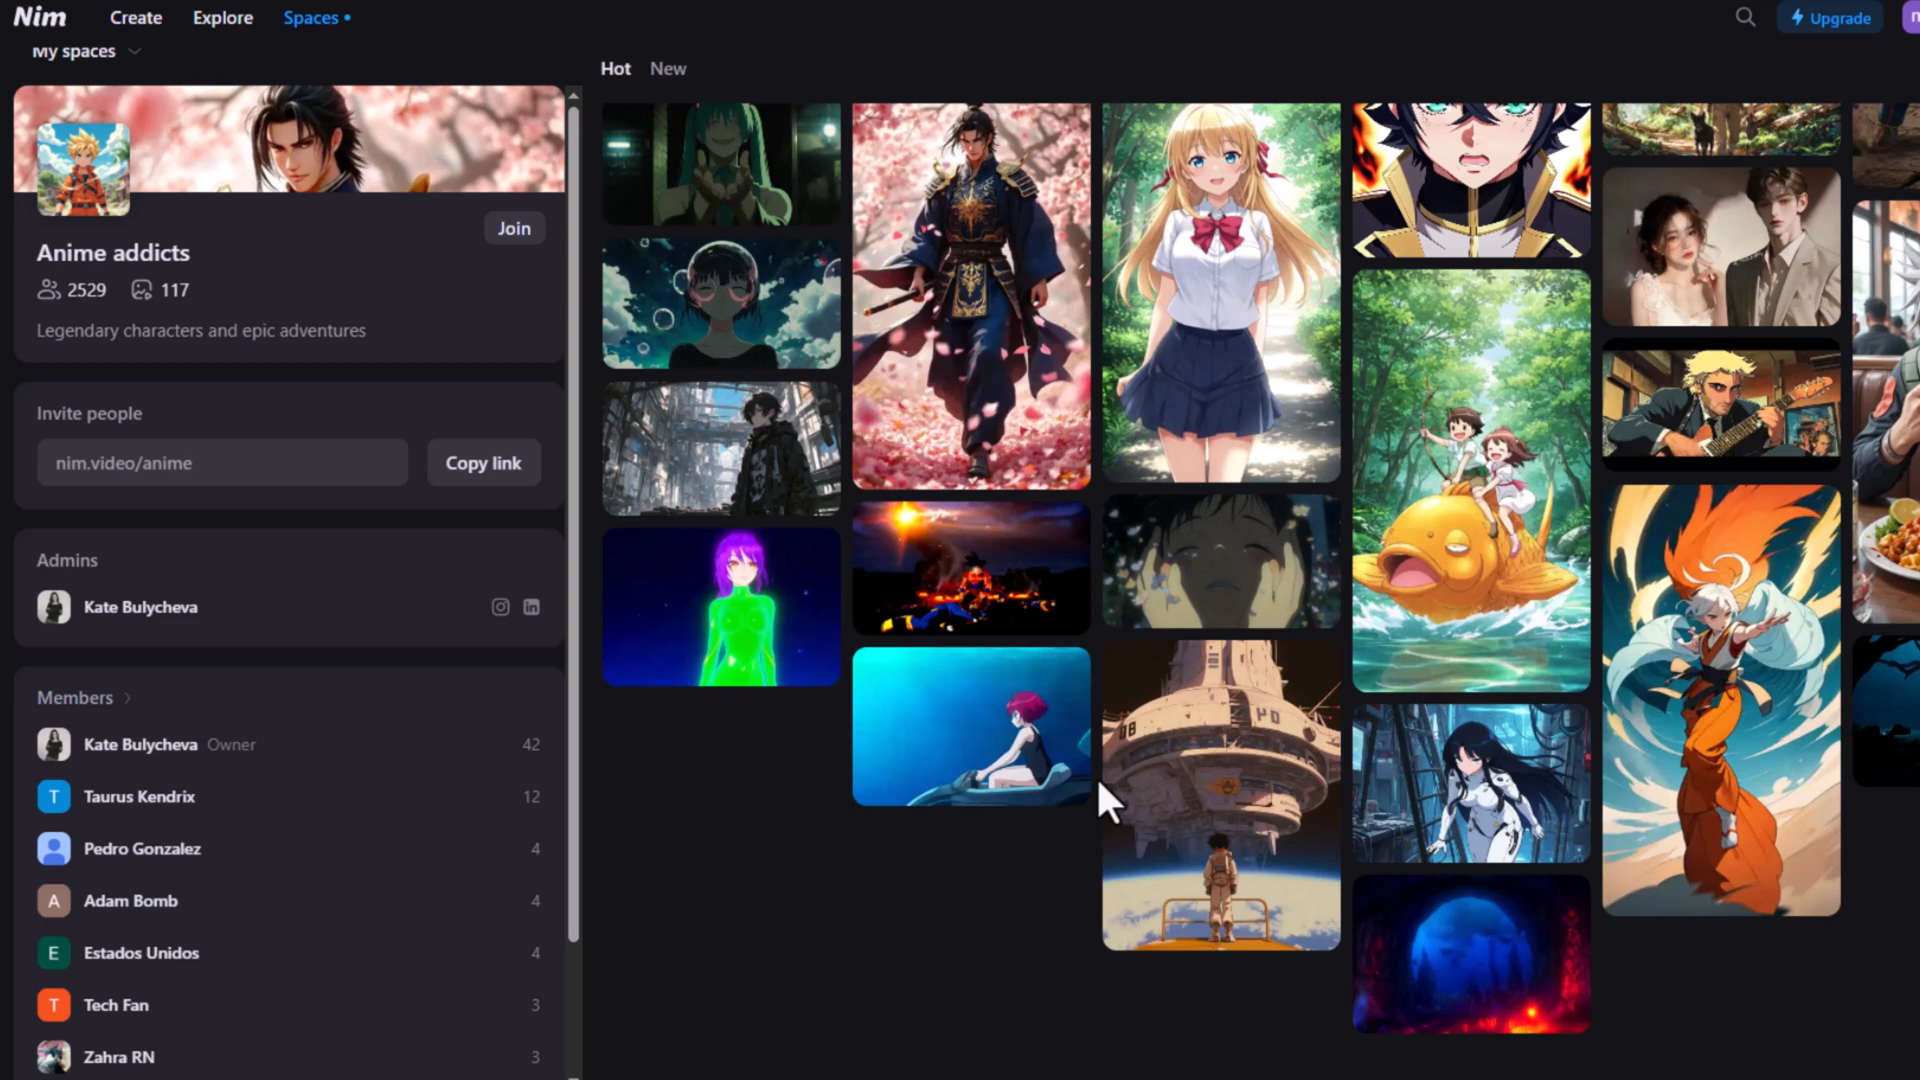 Nim Create Explore Spaces • Upgrade
My spaces
Hot New
Join
Anime addicts
2529 117
Legendary characters and epic adventures
Invite people
nim.video/anime Copy link
Admins
Kate Bulycheva
Members
Kate Bulycheva Owner 42
T Taurus Kendrix 12
Pedro Gonzalez 4
A Adam Bomb 4
E Estados Unidos 4
T Tech Fan 3
Zahra RN 3